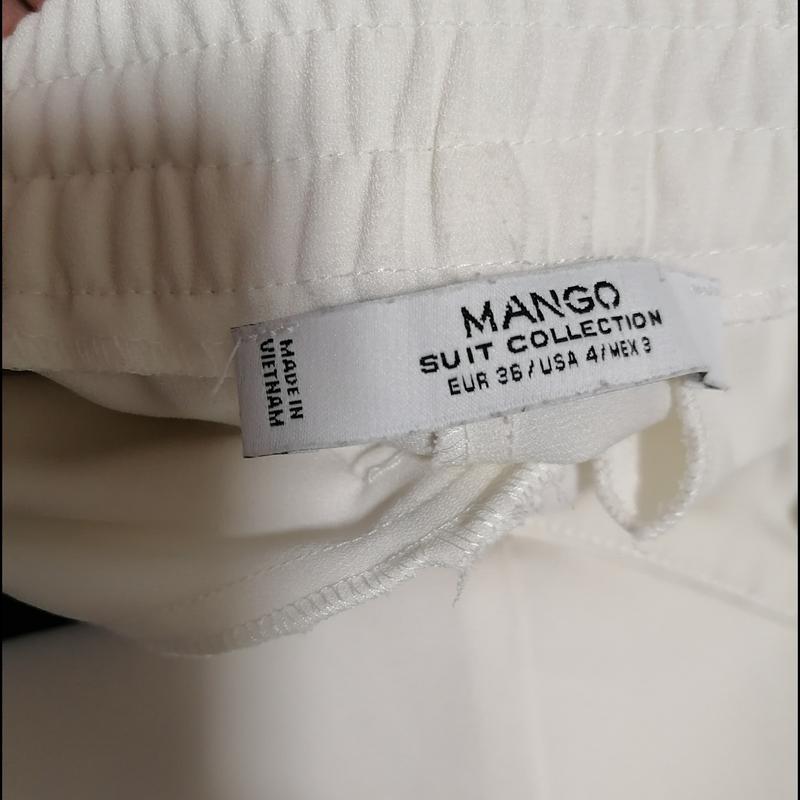 MANGO
SUIT COLLECTION
EUR 36/USA 4/MEX 3
MADE IN
VIETNAM